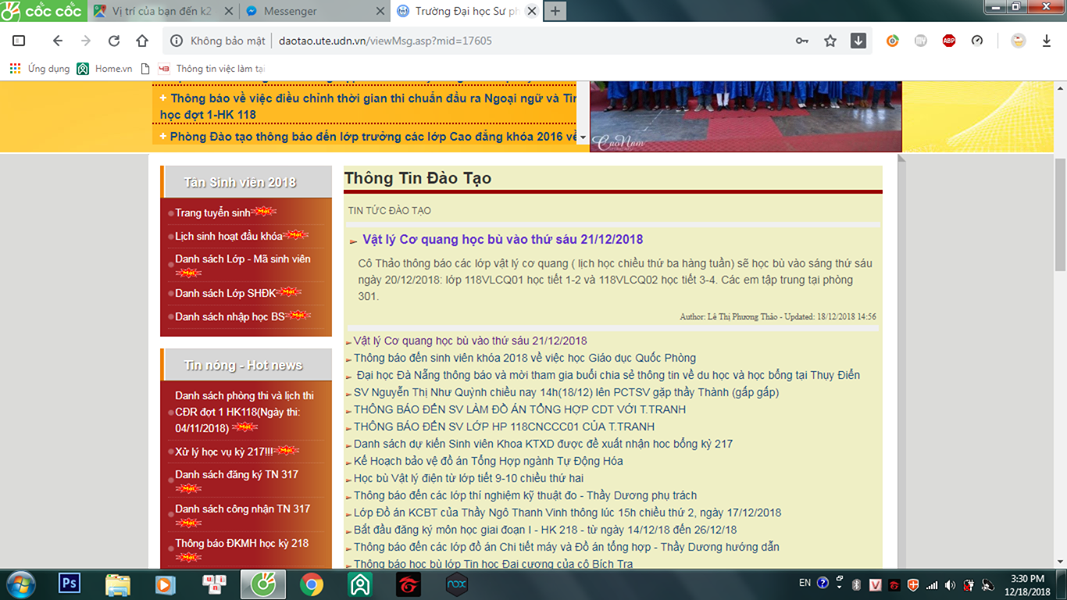 cốc cốc
Vị trí của bạn đến k2
Messenger
Trường Đại học Sư ph
Không bảo mật
daotao.ute.udn.vn/viewMsg.asp?mid=17605
ABP
Ứng dụng
Home.vn
Thông tin việc làm tại
+ Thông báo về việc điều chỉnh thời gian thi chuẩn đầu ra Ngoại ngữ và Tin
học đợt 1-HK 118
+ Phòng Đào tạo thông báo đến lớp trưởng các lớp Cao đẳng khóa 2016 về
CaoNam
Tân Sinh viên 2018
Trang tuyển sinh
Lịch sinh hoạt đầu khóa
Danh sách Lớp - Mã sinh viên
Danh sách Lớp SHĐK
Danh sách nhập học BS
Tin nóng - Hot news
Danh sách phòng thi và lịch thi
CĐR đợt 1 HK118(Ngày thi:
04/11/2018)
Xử lý học vụ kỳ 217!!!
Danh sách đăng ký TN 317
Danh sách công nhận TN 317
Thông báo ĐKMH học kỳ 218
Thông Tin Đào Tạo
TIN TỨC ĐÀO TẠO
Vật lý Cơ quang học bù vào thứ sáu 21/12/2018
Cô Thảo thông báo các lớp vật lý cơ quang ( lịch học chiều thứ ba hàng tuần) sẽ học bù vào sáng thứ sáu
ngày 20/12/2018: lớp 118VLCQ01 học tiết 1-2 và 118VLCQ02 học tiết 3-4. Các em tập trung tại phòng
301.
Author: Lê Thị Phương Thảo - Updated: 18/12/2018 14:56
Vật lý Cơ quang học bù vào thứ sáu 21/12/2018
Thông báo đến sinh viên khóa 2018 về việc học Giáo dục Quốc Phòng
Đại học Đà Nẵng thông báo và mời tham gia buổi chia sẻ thông tin về du học và học bổng tại Thụy Điển
SV Nguyễn Thị Như Quỳnh chiều nay 14h(18/12) lên PCTSV gặp thầy Thành (gấp gấp)
THÔNG BÁO ĐẾN SV LÀM ĐỒ ÁN TỔNG HỢP CDT VỚI T.TRANH
THÔNG BÁO ĐẾN SV LỚP HP 118CNCCC01 CỦA T.TRANH
Danh sách dự kiến Sinh viên Khoa KTXD được đề xuất nhận học bổng kỳ 217
Kế Hoạch bảo vệ đồ án Tổng Hợp ngành Tự Động Hóa
Học bù Vật lý điện từ lớp tiết 9-10 chiều thứ hai
Thông báo đến các lớp thí nghiệm kỹ thuật đo - Thầy Dương phụ trách
Lớp Đồ án KCBT của Thầy Ngô Thanh Vinh thông lúc 15h chiều thứ 2, ngày 17/12/2018
Bắt đầu đăng ký môn học giai đoạn I - HK 218 - từ ngày 14/12/18 đến 26/12/18
Thông báo đến các lớp đồ án Chi tiết máy và Đồ án tổng hợp - Thầy Dương hướng dẫn
Thông báo học bù lớp Tin học Đại cương của cô Bích Trà
Ps
nox
EN
3:30 PM
12/18/2018